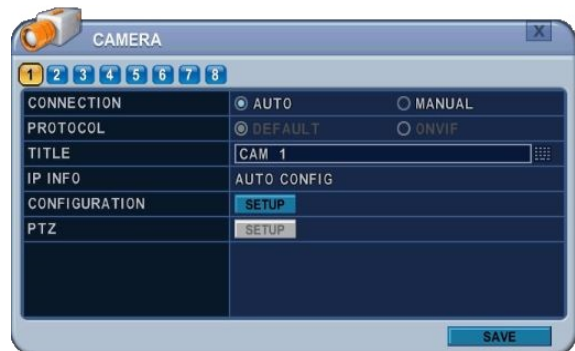 CAMERA X
1 2 3 4 5 6 7 8
CONNECTION AUTO MANUAL
PROTOCOL DEFAULT ONVIF
TITLE CAM 1
IP INFO AUTO CONFIG
CONFIGURATION SETUP
PTZ SETUP
SAVE